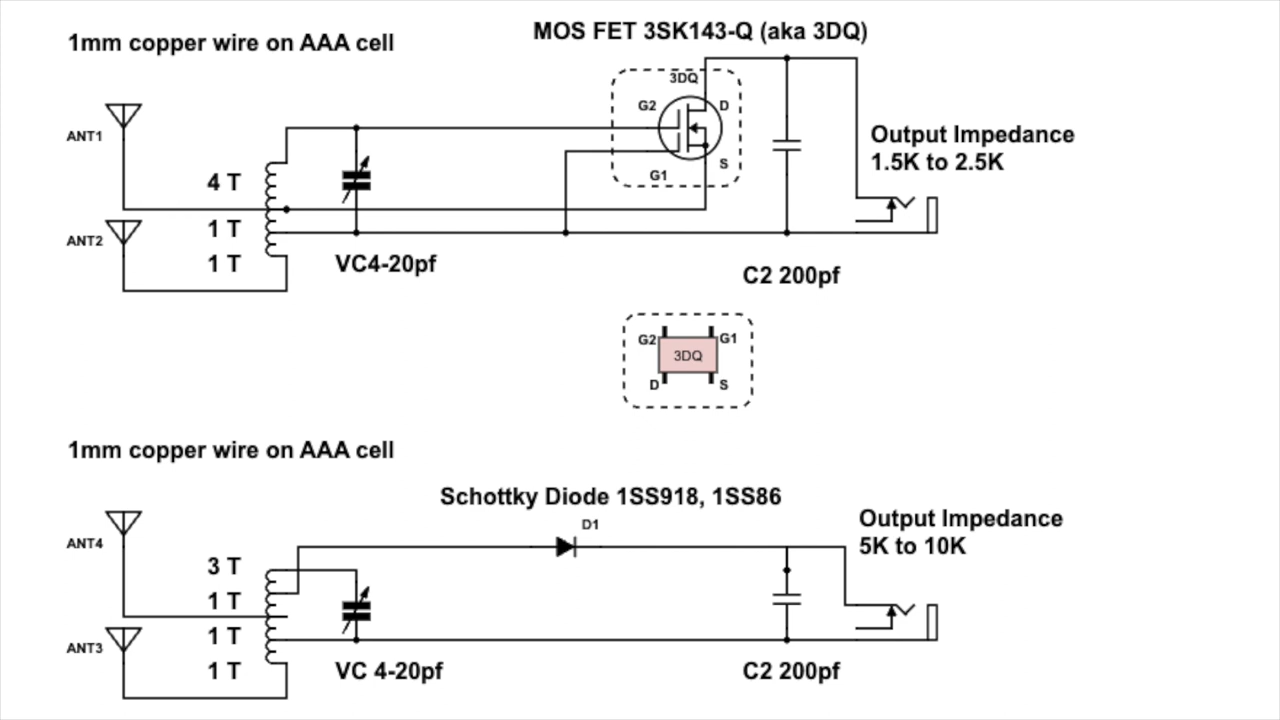 1mm copper wire on AAA cell
MOS FET 3SK143-Q (aka 3DQ)
3DQ
G2
D
ANT1
Output Impedance
1.5K to 2.5K
S
G1
4 T
ANT2
1 T
1 T
VC4-20pf
C2 200pf
G2
G1
3DQ
D
S
1mm copper wire on AAA cell
Schottky Diode 1SS918, 1SS86
D1
Output Impedance
5K to 10K
ANT4
3 T
1 T
ANT3
1 T
1 T
VC 4-20pf
C2 200pf